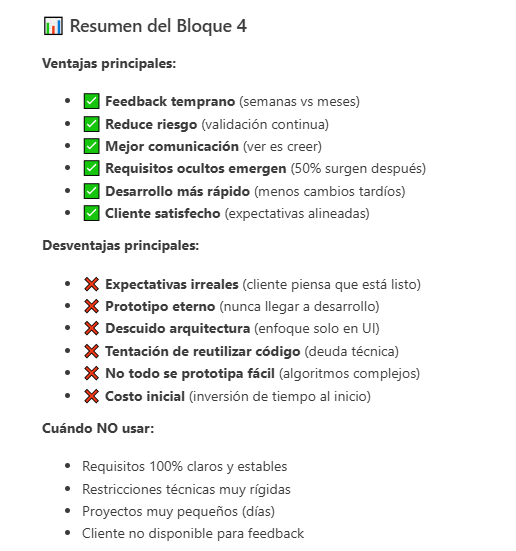 📊 Resumen del Bloque 4
Ventajas principales:
• ✅ Feedback temprano (semanas vs meses)
• ✅ Reduce riesgo (validación continua)
• ✅ Mejor comunicación (ver es creer)
• ✅ Requisitos ocultos emergen (50% surgen después)
• ✅ Desarrollo más rápido (menos cambios tardíos)
• ✅ Cliente satisfecho (expectativas alineadas)
Desventajas principales:
• ❌ Expectativas irreales (cliente piensa que está listo)
• ❌ Prototipo eterno (nunca llegar a desarrollo)
• ❌ Descuido arquitectura (enfoque solo en UI)
• ❌ Tentación de reutilizar código (deuda técnica)
• ❌ No todo se prototipa fácil (algoritmos complejos)
• ❌ Costo inicial (inversión de tiempo al inicio)
Cuándo NO usar:
• Requisitos 100% claros y estables
• Restricciones técnicas muy rígidas
• Proyectos muy pequeños (días)
• Cliente no disponible para feedback